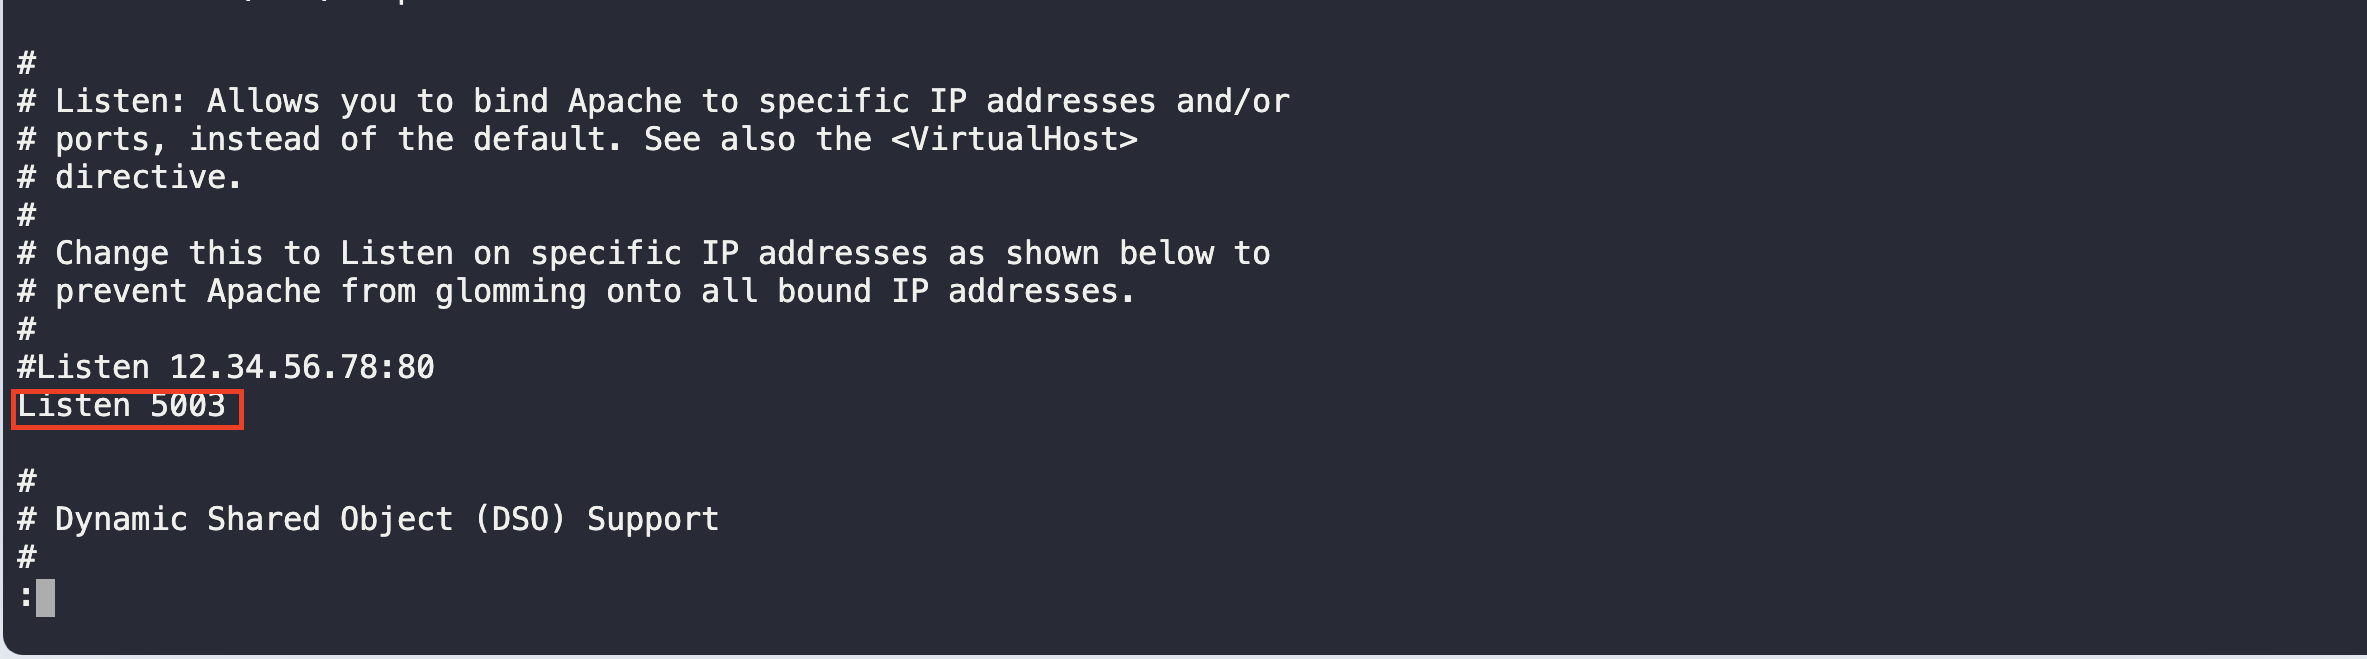 #
# Listen: Allows you to bind Apache to specific IP addresses and/or
# ports, instead of the default. See also the <VirtualHost>
# directive.
#
# Change this to Listen on specific IP addresses as shown below to
# prevent Apache from glomming onto all bound IP addresses.
#
#Listen 12.34.56.78:80
Listen 5003
#
# Dynamic Shared Object (DSO) Support
#
: